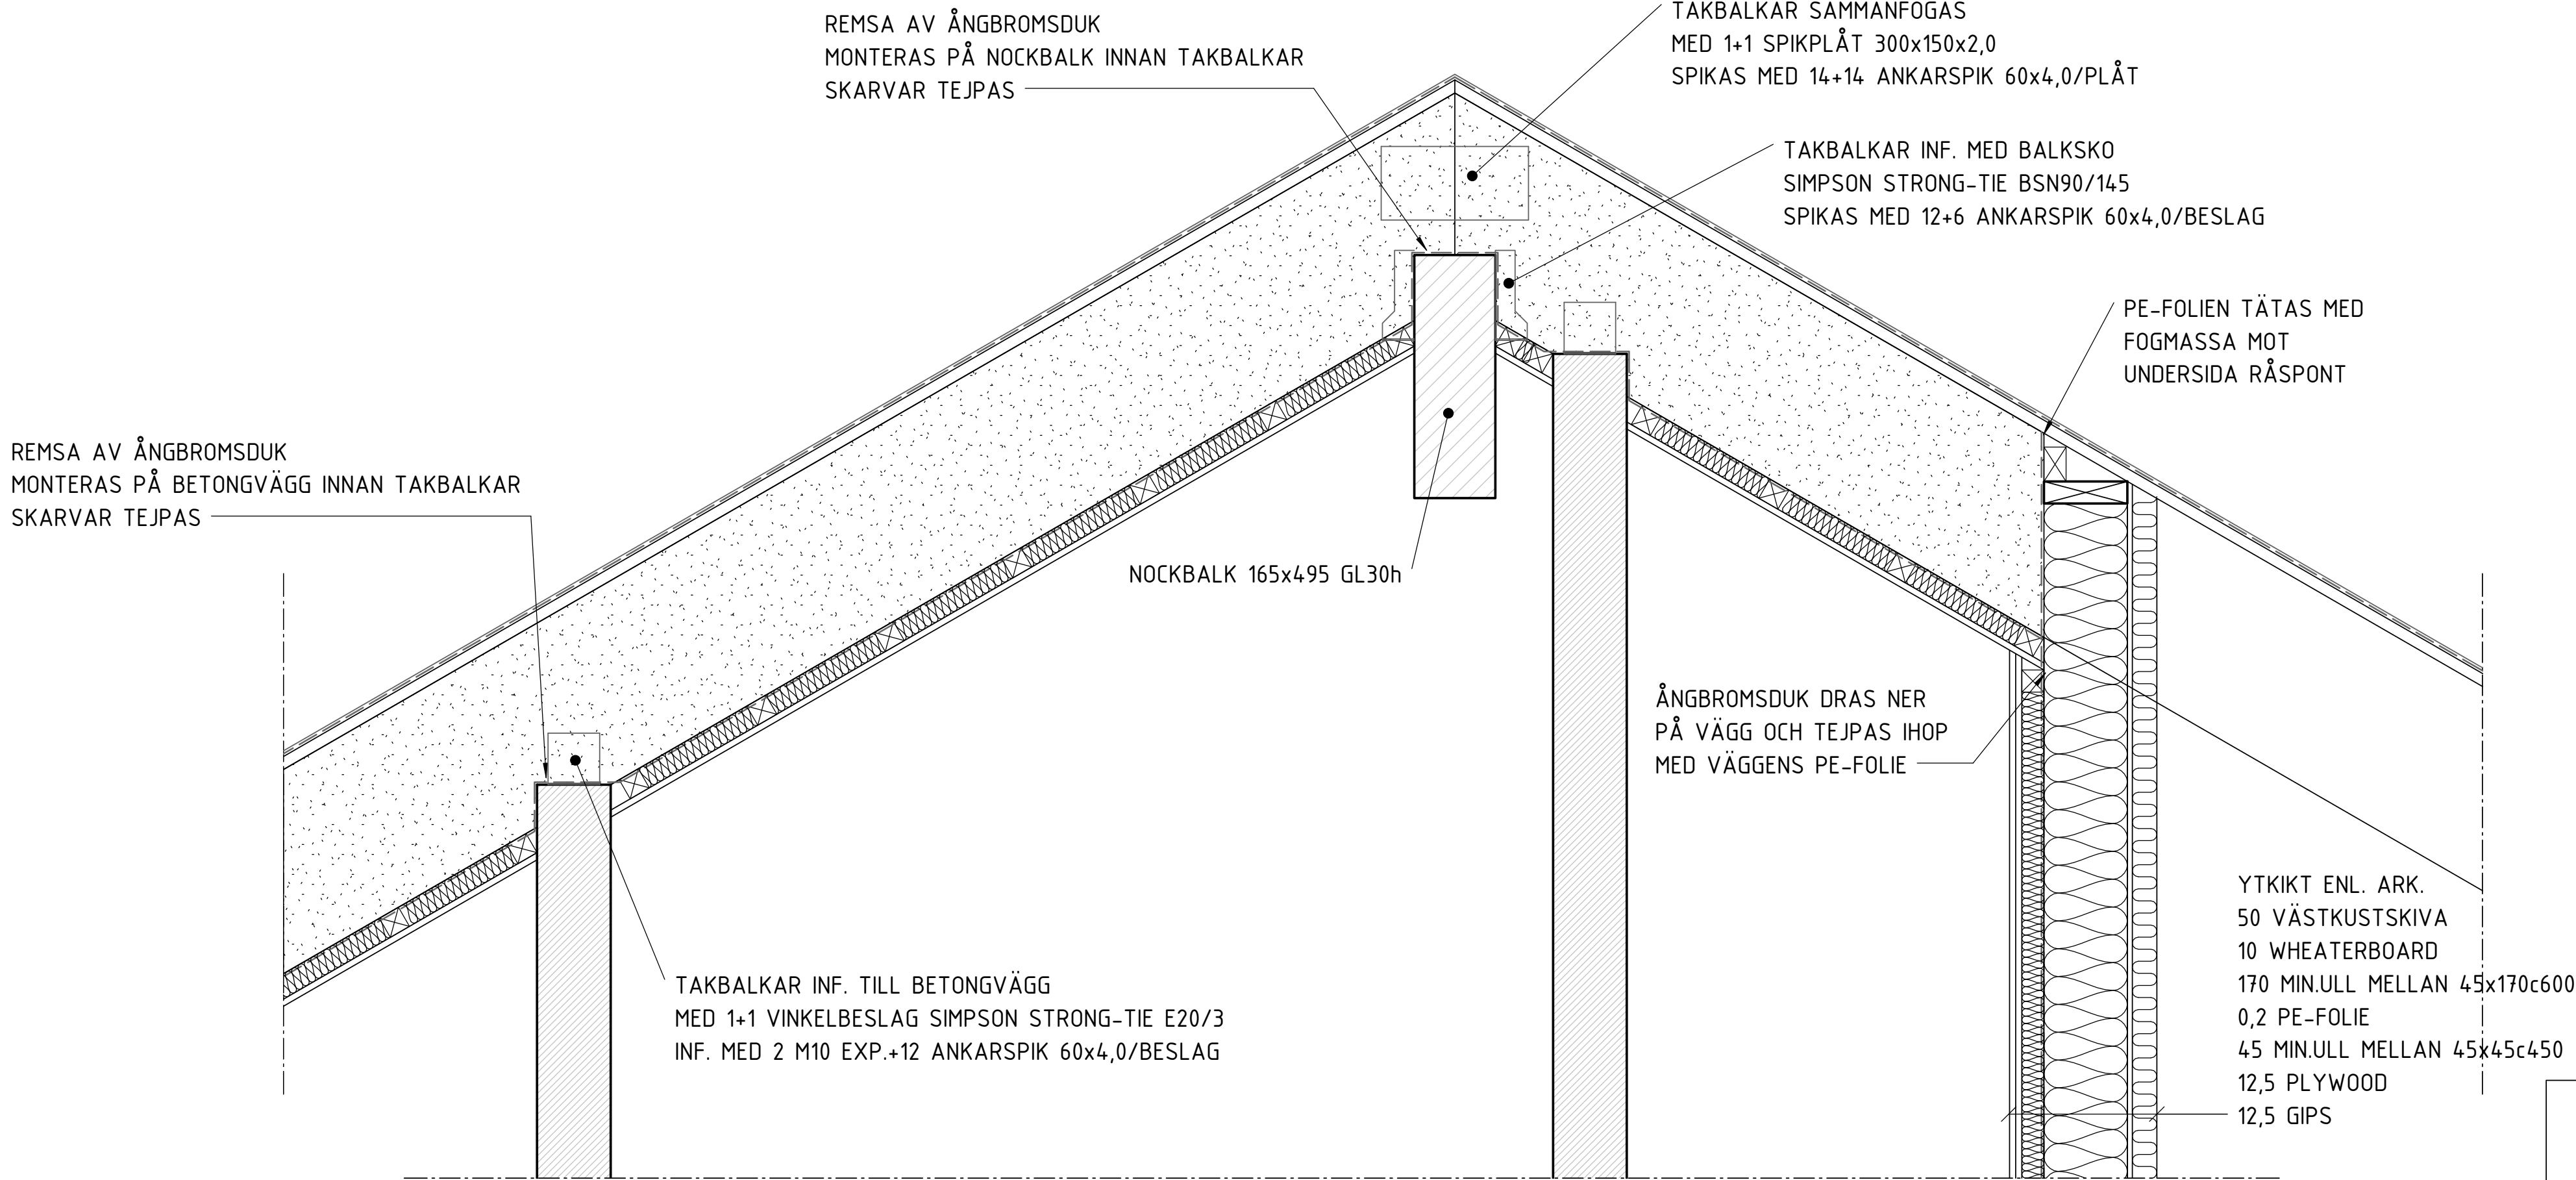 REMSA AV ÅNGBROMSDUK
MONTERAS PÅ NOCKBALK INNAN TAKBALKAR
SKARVAR TEJPAS
TAKBALKAR SAMMANFOGAS
MED 1+1 SPIKPLÅT 300x150x2,0
SPIKAS MED 14+14 ANKARSPIK 60x4,0/PLÅT
TAKBALKAR INF. MED BALKSKO
SIMPSON STRONG-TIE BSN90/145
SPIKAS MED 12+6 ANKARSPIK 60x4,0/BESLAG
PE-FOLIEN TÄTAS MED
FOGMASSA MOT
UNDERSIDA RÅSPONT
REMSA AV ÅNGBROMSDUK
MONTERAS PÅ BETONGVÄGG INNAN TAKBALKAR
SKARVAR TEJPAS
NOCKBALK 165x495 GL30h
ÅNGBROMSDUK DRAS NER
PÅ VÄGG OCH TEJPAS IHOP
MED VÄGGENS PE-FOLIE
TAKBALKAR INF. TILL BETONGVÄGG
MED 1+1 VINKELBESLAG SIMPSON STRONG-TIE E20/3
INF. MED 2 M10 EXP.+12 ANKARSPIK 60x4,0/BESLAG
YTKIKT ENL. ARK.
50 VÄSTKUSTSKIVA
10 WHEATERBOARD
170 MIN.ULL MELLAN 45x170c600
0,2 PE-FOLIE
45 MIN.ULL MELLAN 45x45c450
12,5 PLYWOOD
12,5 GIPS